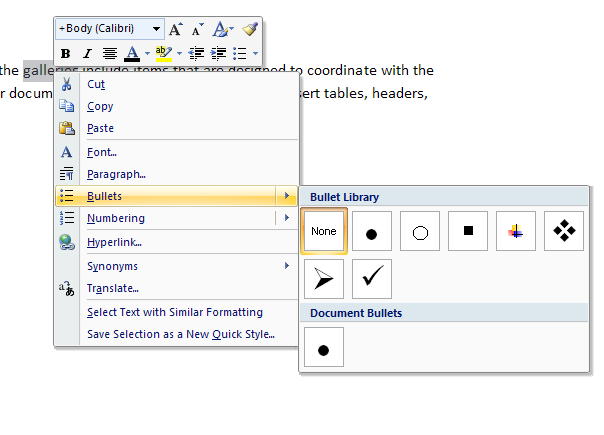 +Body (Calibri) A A A
B I A ab
the galleries include items that are designed to coordinate with the
r docum sert tables, headers,
Cut
Copy
Paste
A Font...
Paragraph...
Bullets
Numbering
Hyperlink...
Synonyms
Translate...
Select Text with Similar Formatting
Save Selection as a New Quick Style...
Bullet Library
None
Document Bullets